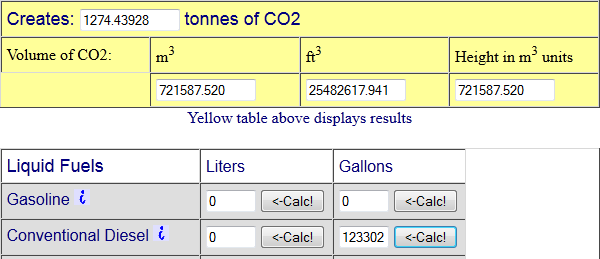 Creates: 1274.43928 tonnes of CO2
Volume of CO2: m3 ft3 Height in m3 units
721587.520 25482617.941 721587.520
Yellow table above displays results
Liquid Fuels Liters Gallons
Gasoline i 0 <-Calc! 0 <-Calc!
Conventional Diesel i 0 <-Calc! 123302 <-Calc!